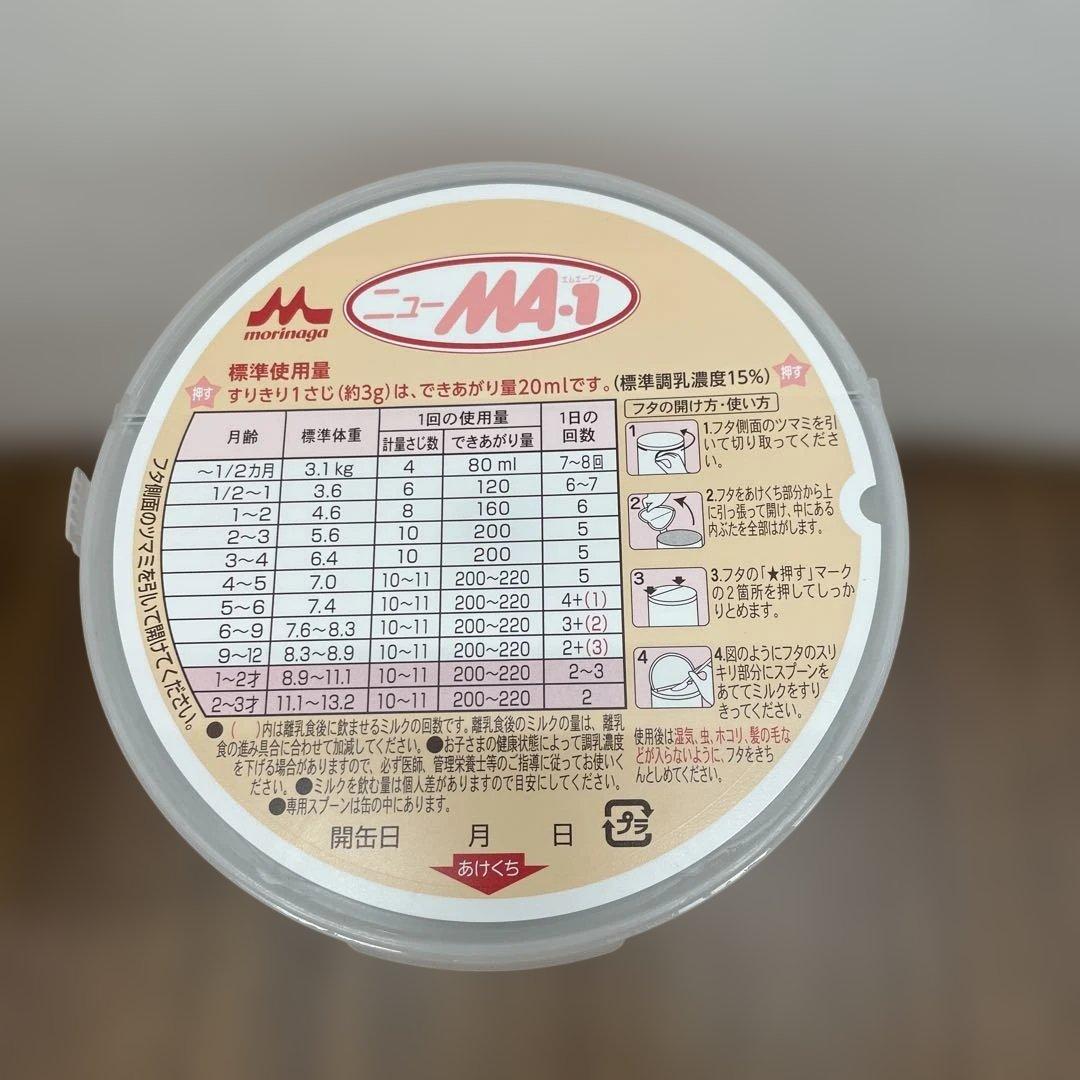 morinaga
ニューMA-1
エムエーワン
標準使用量
すりきり1さじ(約3g)は、できあがり量20mlです。(標準調乳濃度15%)
押す
押す
月齢 標準体重 1回の使用量 1日の回数
計量さじ数 できあがり量
～1/2カ月 3.1kg 4 80ml 7～8回
1/2～1 3.6 6 120 6～7
1～2 4.6 8 160 6
2～3 5.6 10 200 5
3～4 6.4 10 200 5
4～5 7.0 10～11 200～220 5
5～6 7.4 10～11 200～220 4+(1)
6～9 7.6～8.3 10～11 200～220 3+(2)
9～12 8.3～8.9 10～11 200～220 2+(3)
1～2才 8.9～11.1 10～11 200～220 2～3
2～3才 11.1～13.2 10～11 200～220 2
●( )内は離乳食後に飲ませるミルクの回数です。離乳食後のミルクの量は、離乳
食の進み具合に合わせて加減してください。●お子さまの健康状態によって調乳濃度
を下げる場合がありますので、必ず医師、管理栄養士等のご指導に従ってお使いく
ださい。●ミルクを飲む量は個人差がありますので目安にしてください。
●専用スプーンは缶の中にあります。
フタの開け方・使い方
1
1.フタ側面のツマミを引
いて切り取ってくださ
い。
2
2.フタをあけくち部分から上
に引っ張って開け、中にある
内ぶたを全部はがします。
3
3.フタの「★押す」マーク
の2箇所を押してしっか
りとめます。
4
4.図のようにフタのスリ
キリ部分にスプーンを
あててミルクをすり
きってください。
使用後は湿気、虫、ホコリ、髪の毛な
どが入らないように、フタをきち
んとしめてください。
フタ側面のツマミを引いて開けてください。
開缶日 月 日
プラ
あけくち